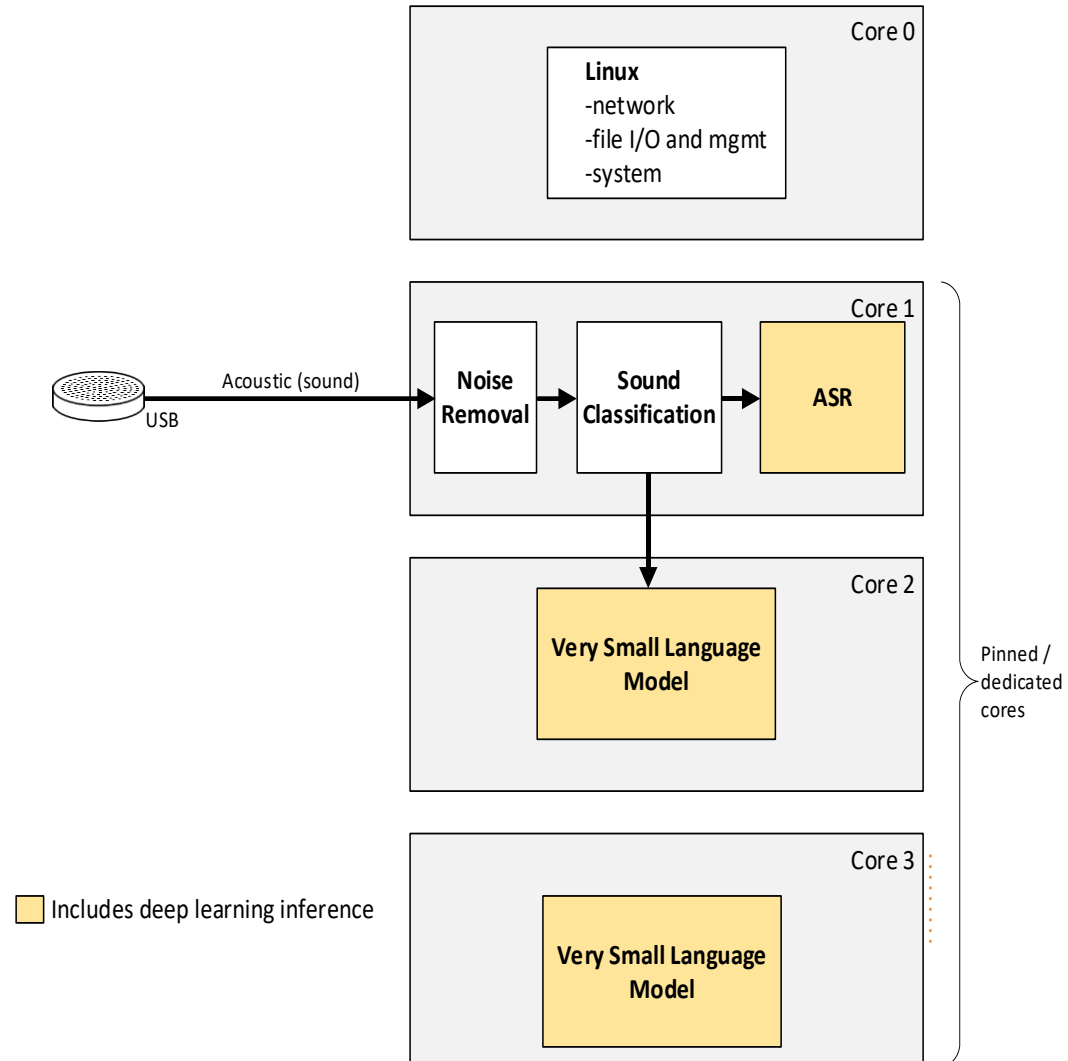 Core 0
Linux
-network
-file I/O and mgmt
-system
Core 1
Acoustic (sound)
USB
Noise
Removal
Sound
Classification
ASR
Core 2
Very Small Language
Model
Pinned /
dedicated
cores
Core 3
Includes deep learning inference
Very Small Language
Model